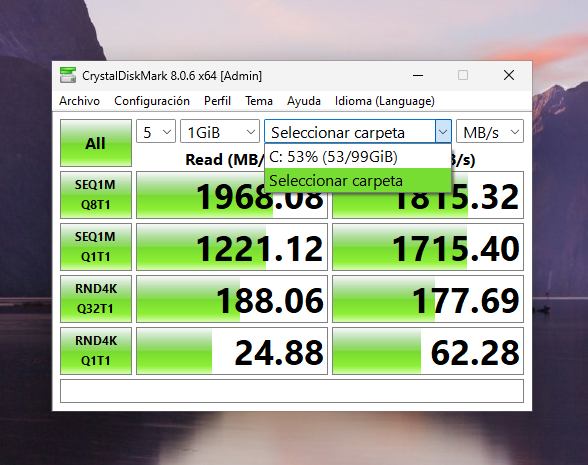 CrystalDiskMark 8.0.6 x64 [Admin]
Archivo Configuración Perfil Tema Ayuda Idioma (Language)
All 5 1GiB Seleccionar carpeta MB/s
C: 53% (53/99GiB)
Seleccionar carpeta
Read (MB/ B/s)
SEQ1M
Q8T1
1968.08 1815.32
SEQ1M
Q1T1
1221.12 1715.40
RND4K
Q32T1
188.06 177.69
RND4K
Q1T1
24.88 62.28